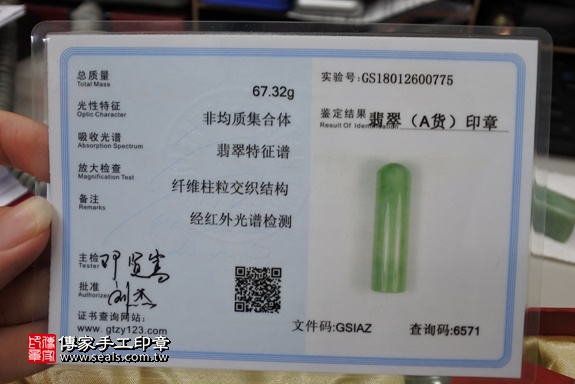 总质量 67.32g
Total Mass
光性特征 非均质集合体
Optic Character
吸收光谱 翡翠特征谱
Absorption Spectrum
放大检查 纤维柱粒交织结构
Magnification Test
备注 经红外光谱检测
Remarks
主检
Tester
批准
Authorizer
证书查询网站:
www.gtzy123.com
实验号:GS18012600775
鉴定结果 翡翠（A货）印章
Result Of Identification
文件码:GSIAZ 查询码:6571
傳家手工印章
www.seals.com.tw